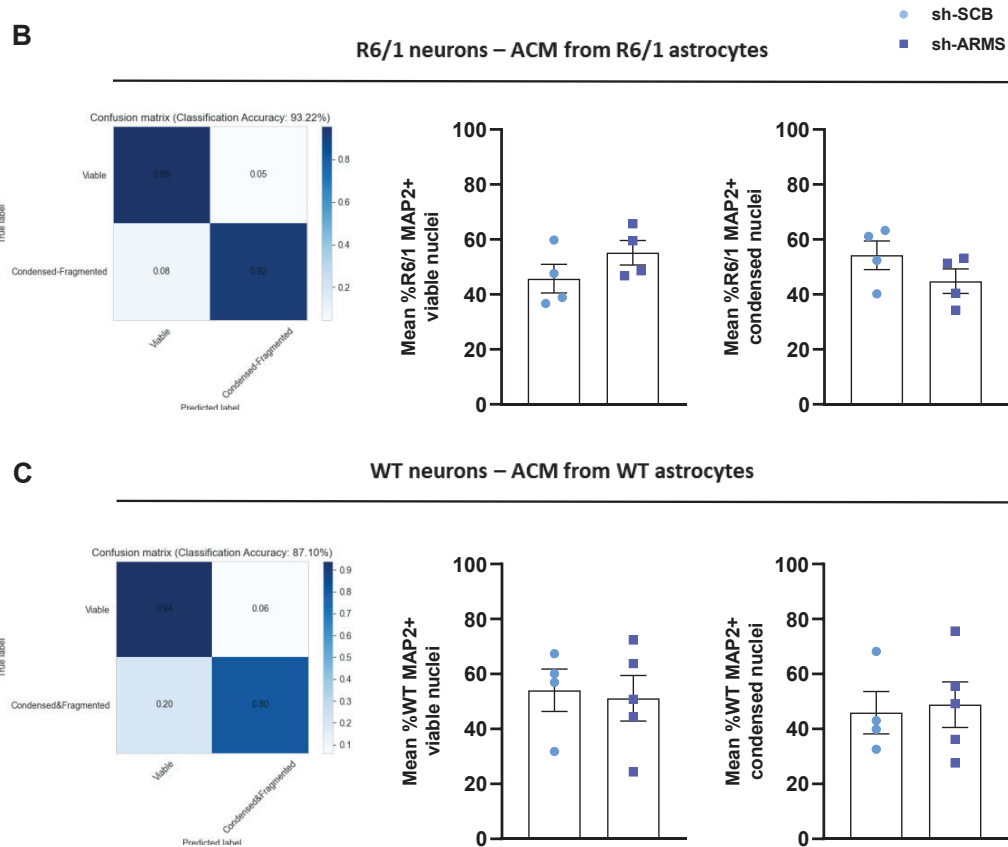 sh-SCB
sh-ARMS
B
R6/1 neurons – ACM from R6/1 astrocytes
Confusion matrix (Classification Accuracy: 93.22%)
True label
Viable
Condensed-Fragmented
0.95
0.05
0.08
0.92
Viable
Condensed-Fragmented
Predicted label
0.8
0.6
0.4
0.2
Mean %R6/1 MAP2+
viable nuclei
100
80
60
40
20
0
Mean %R6/1 MAP2+
condensed nuclei
100
80
60
40
20
0
C
WT neurons – ACM from WT astrocytes
Confusion matrix (Classification Accuracy: 87.10%)
True label
Viable
Condensed&Fragmented
0.94
0.06
0.20
0.80
Viable
Condensed&Fragmented
Predicted label
0.9
0.8
0.7
0.6
0.5
0.4
0.3
0.2
0.1
Mean %WT MAP2+
viable nuclei
100
80
60
40
20
0
Mean %WT MAP2+
condensed nuclei
100
80
60
40
20
0